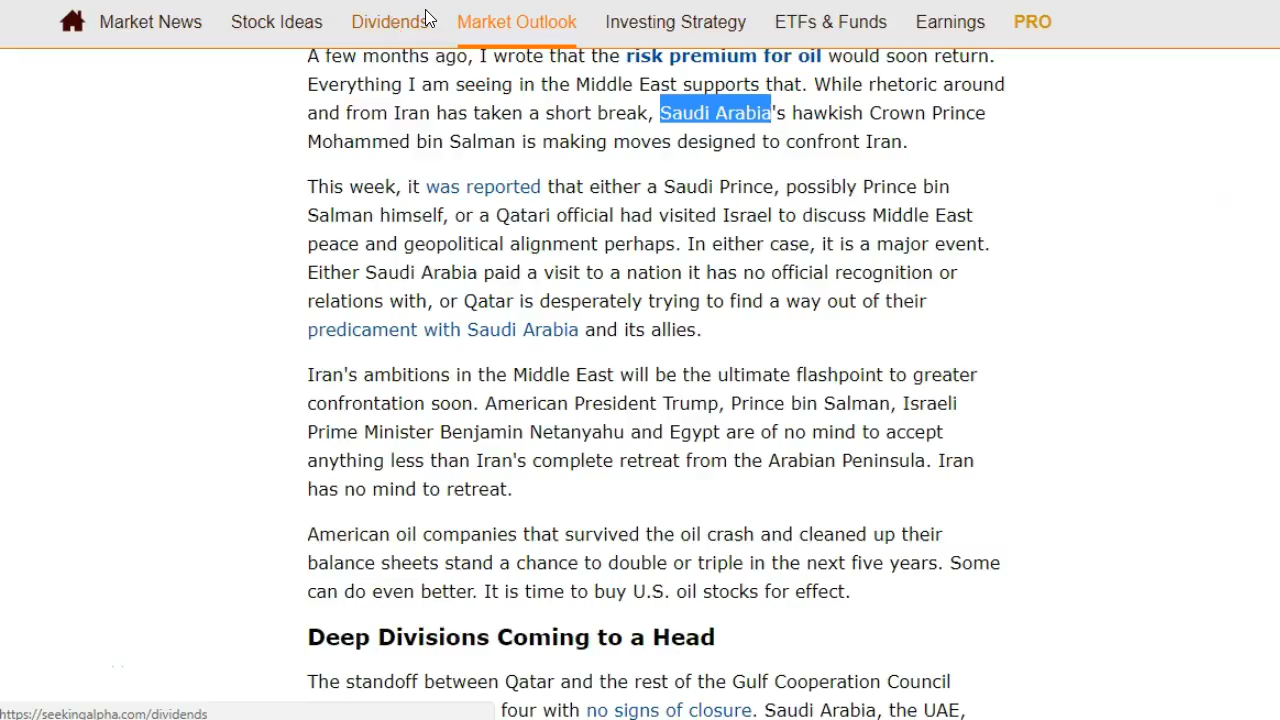 Market News Stock Ideas Dividends Market Outlook Investing Strategy ETFs & Funds Earnings PRO
A few months ago, I wrote that the risk premium for oil would soon return.
Everything I am seeing in the Middle East supports that. While rhetoric around
and from Iran has taken a short break, Saudi Arabia's hawkish Crown Prince
Mohammed bin Salman is making moves designed to confront Iran.
This week, it was reported that either a Saudi Prince, possibly Prince bin
Salman himself, or a Qatari official had visited Israel to discuss Middle East
peace and geopolitical alignment perhaps. In either case, it is a major event.
Either Saudi Arabia paid a visit to a nation it has no official recognition or
relations with, or Qatar is desperately trying to find a way out of their
predicament with Saudi Arabia and its allies.
Iran's ambitions in the Middle East will be the ultimate flashpoint to greater
confrontation soon. American President Trump, Prince bin Salman, Israeli
Prime Minister Benjamin Netanyahu and Egypt are of no mind to accept
anything less than Iran's complete retreat from the Arabian Peninsula. Iran
has no mind to retreat.
American oil companies that survived the oil crash and cleaned up their
balance sheets stand a chance to double or triple in the next five years. Some
can do even better. It is time to buy U.S. oil stocks for effect.
Deep Divisions Coming to a Head
The standoff between Qatar and the rest of the Gulf Cooperation Council
four with no signs of closure. Saudi Arabia, the UAE,
https://seekingalpha.com/dividends